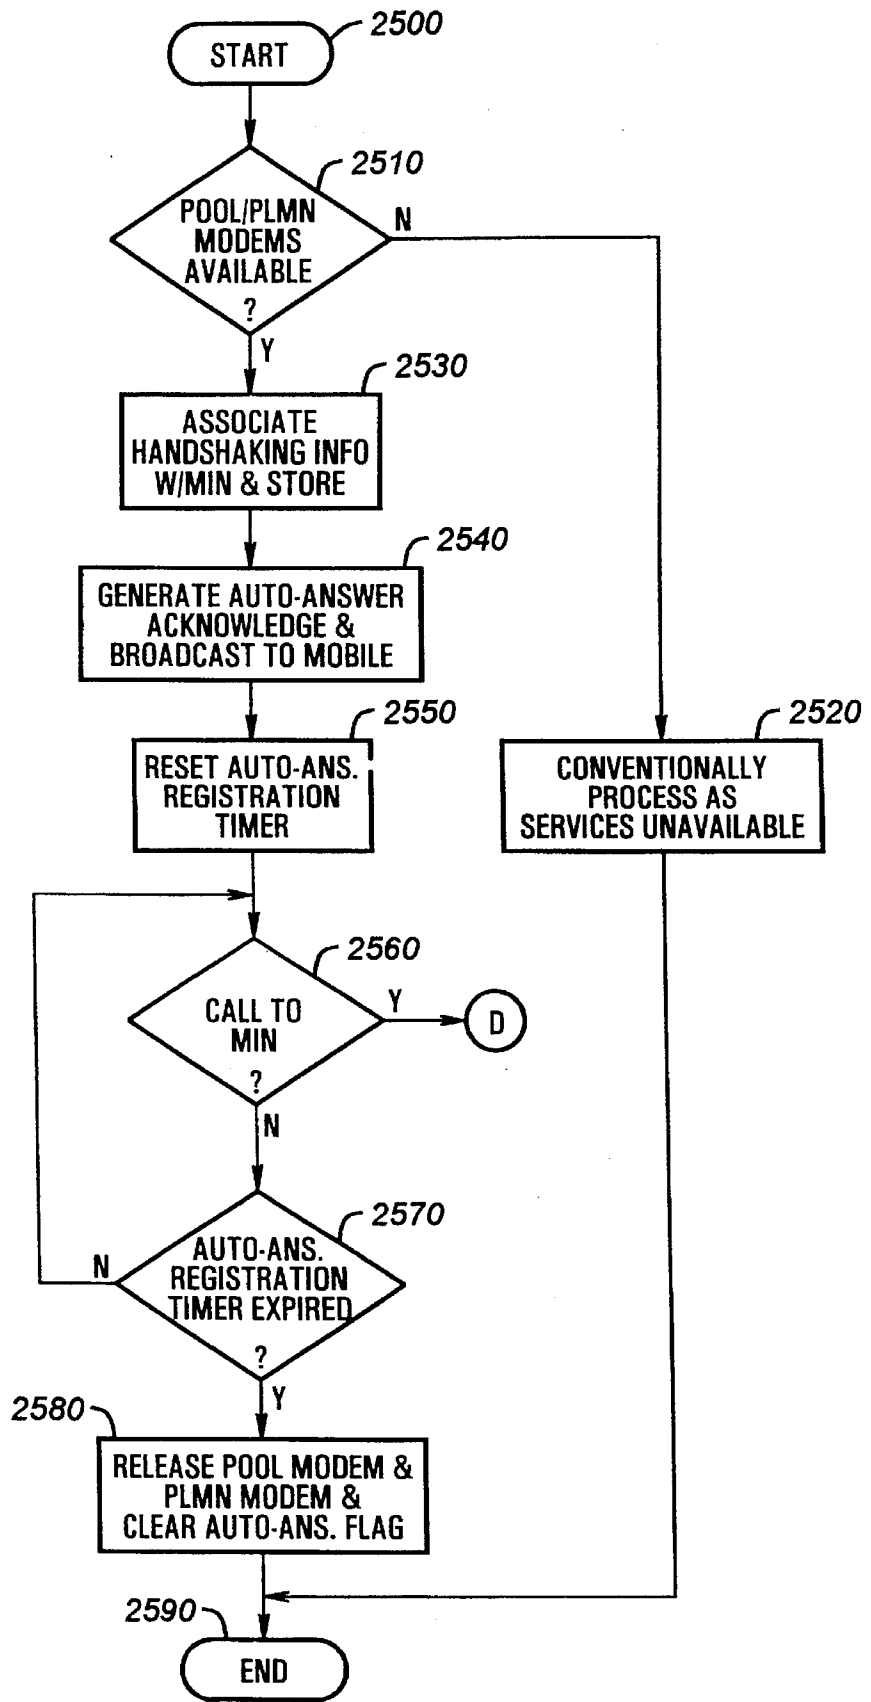 2500
START
2510
POOL/PLMN
MODEMS
AVAILABLE
?
N
Y
2530
ASSOCIATE
HANDSHAKING INFO
W/MIN & STORE
2540
GENERATE AUTO-ANSWER
ACKNOWLEDGE &
BROADCAST TO MOBILE
2550
RESET AUTO-ANS.
REGISTRATION
TIMER
2520
CONVENTIONALLY
PROCESS AS
SERVICES UNAVAILABLE
2560
CALL TO
MIN
?
Y
D
N
2570
AUTO-ANS.
REGISTRATION
TIMER EXPIRED
?
N
Y
2580
RELEASE POOL MODEM &
PLMN MODEM &
CLEAR AUTO-ANS. FLAG
2590
END